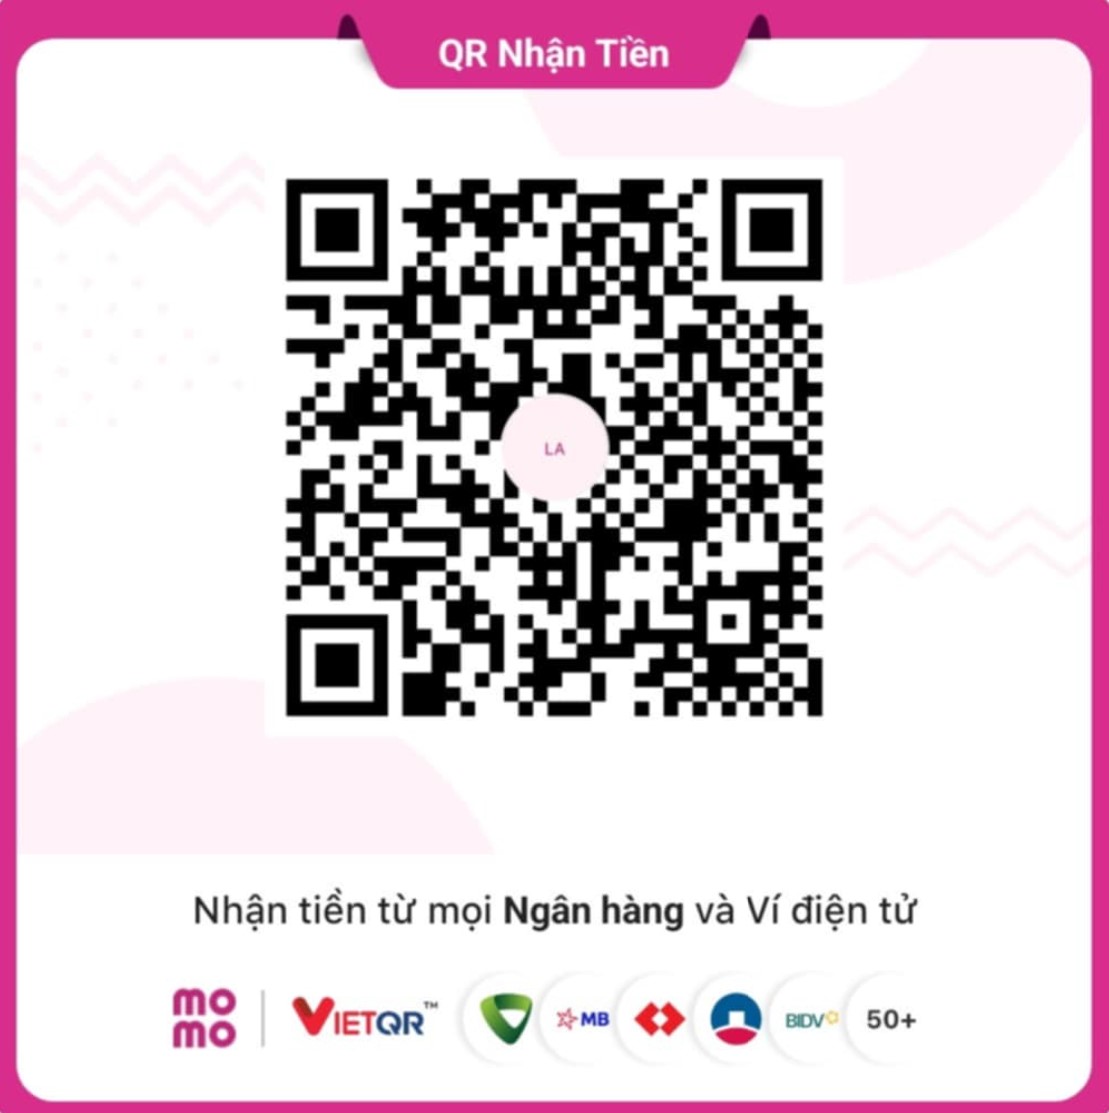 QR Nhận Tiền
LA
Nhận tiền từ mọi Ngân hàng và Ví điện tử
mo mo VIETQR™ MB BIDV 50+